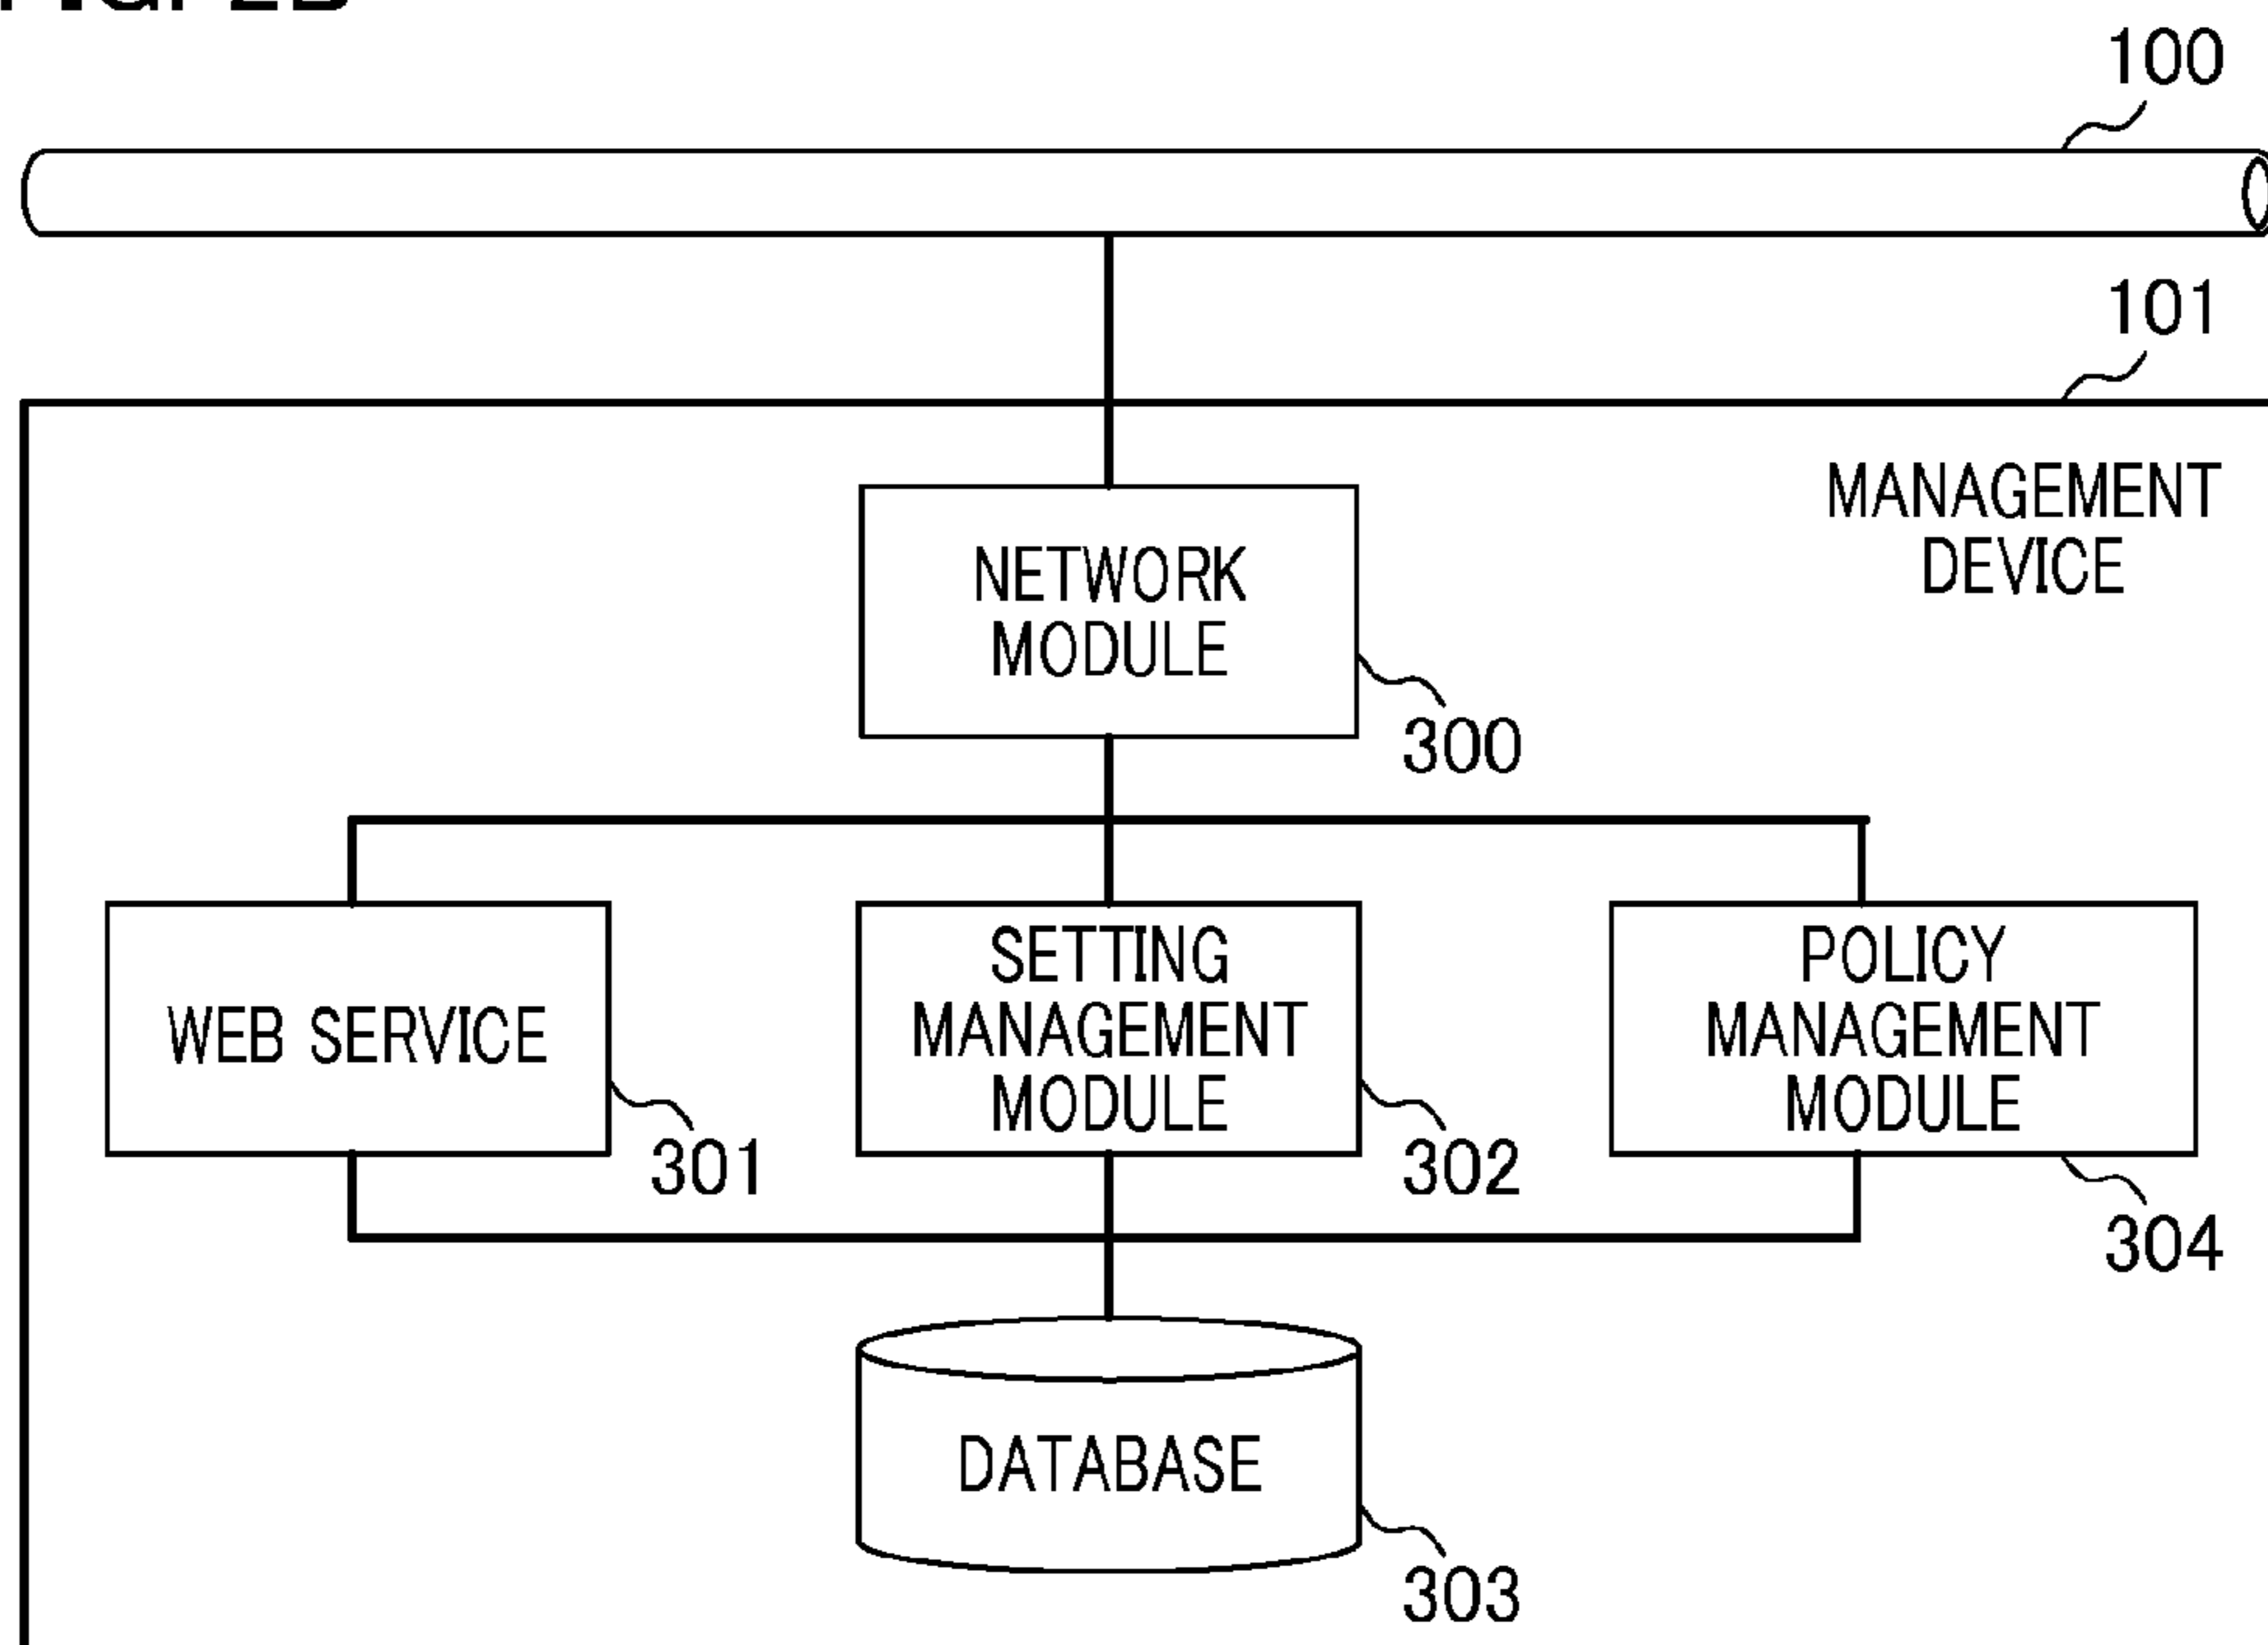 100
101
MANAGEMENT
DEVICE
NETWORK
MODULE
300
WEB SERVICE
301
SETTING
MANAGEMENT
MODULE
302
POLICY
MANAGEMENT
MODULE
304
DATABASE
303